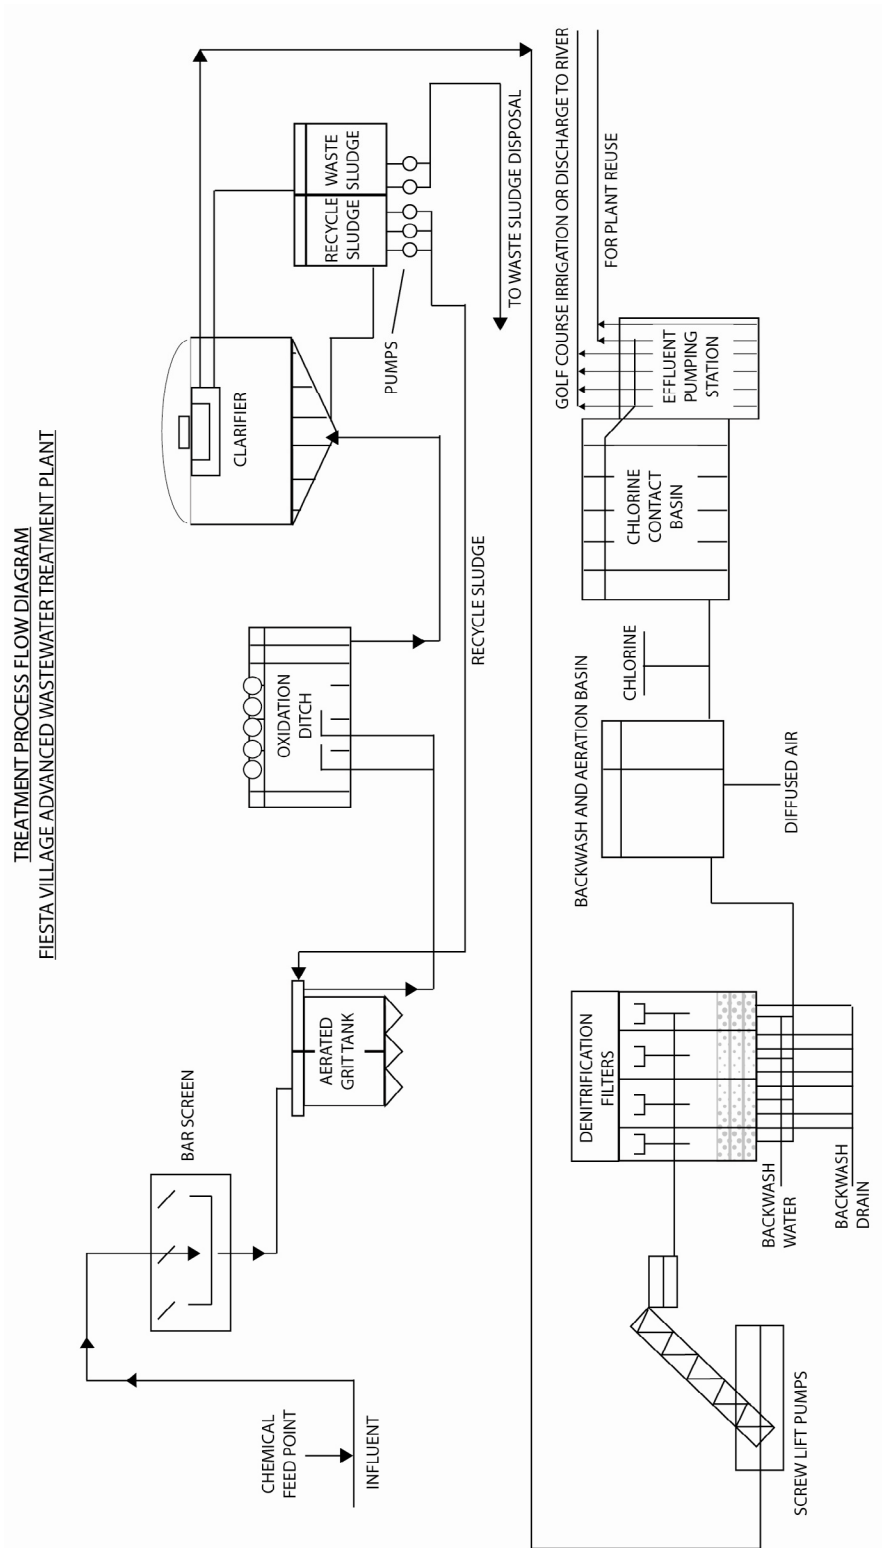 TREATMENT PROCESS FLOW DIAGRAM
FIESTA VILLAGE ADVANCED WASTEWATER TREATMENT PLANT
CHEMICAL
FEED POINT
INFLUENT
BAR SCREEN
AERATED
GRIT TANK
OXIDATION
DITCH
RECYCLE SLUDGE
CLARIFIER
PUMPS
RECYCLE
SLUDGE
WASTE
SLUDGE
TO WASTE SLUDGE DISPOSAL
SCREW LIFT PUMPS
DENITRIFICATION
FILTERS
BACKWASH
WATER
BACKWASH
DRAIN
BACKWASH AND AERATION BASIN
DIFFUSED AIR
CHLORINE
CHLORINE
CONTACT
BASIN
EFFLUENT
PUMPING
STATION
GOLF COURSE IRRIGATION OR DISCHARGE TO RIVER
FOR PLANT REUSE